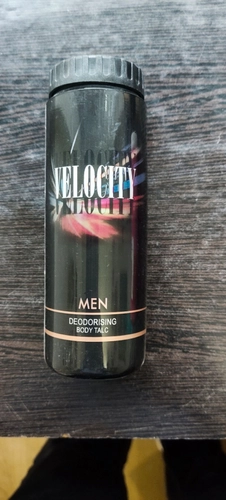 VELOCITY
MEN
DEODORISING
BODY TALC